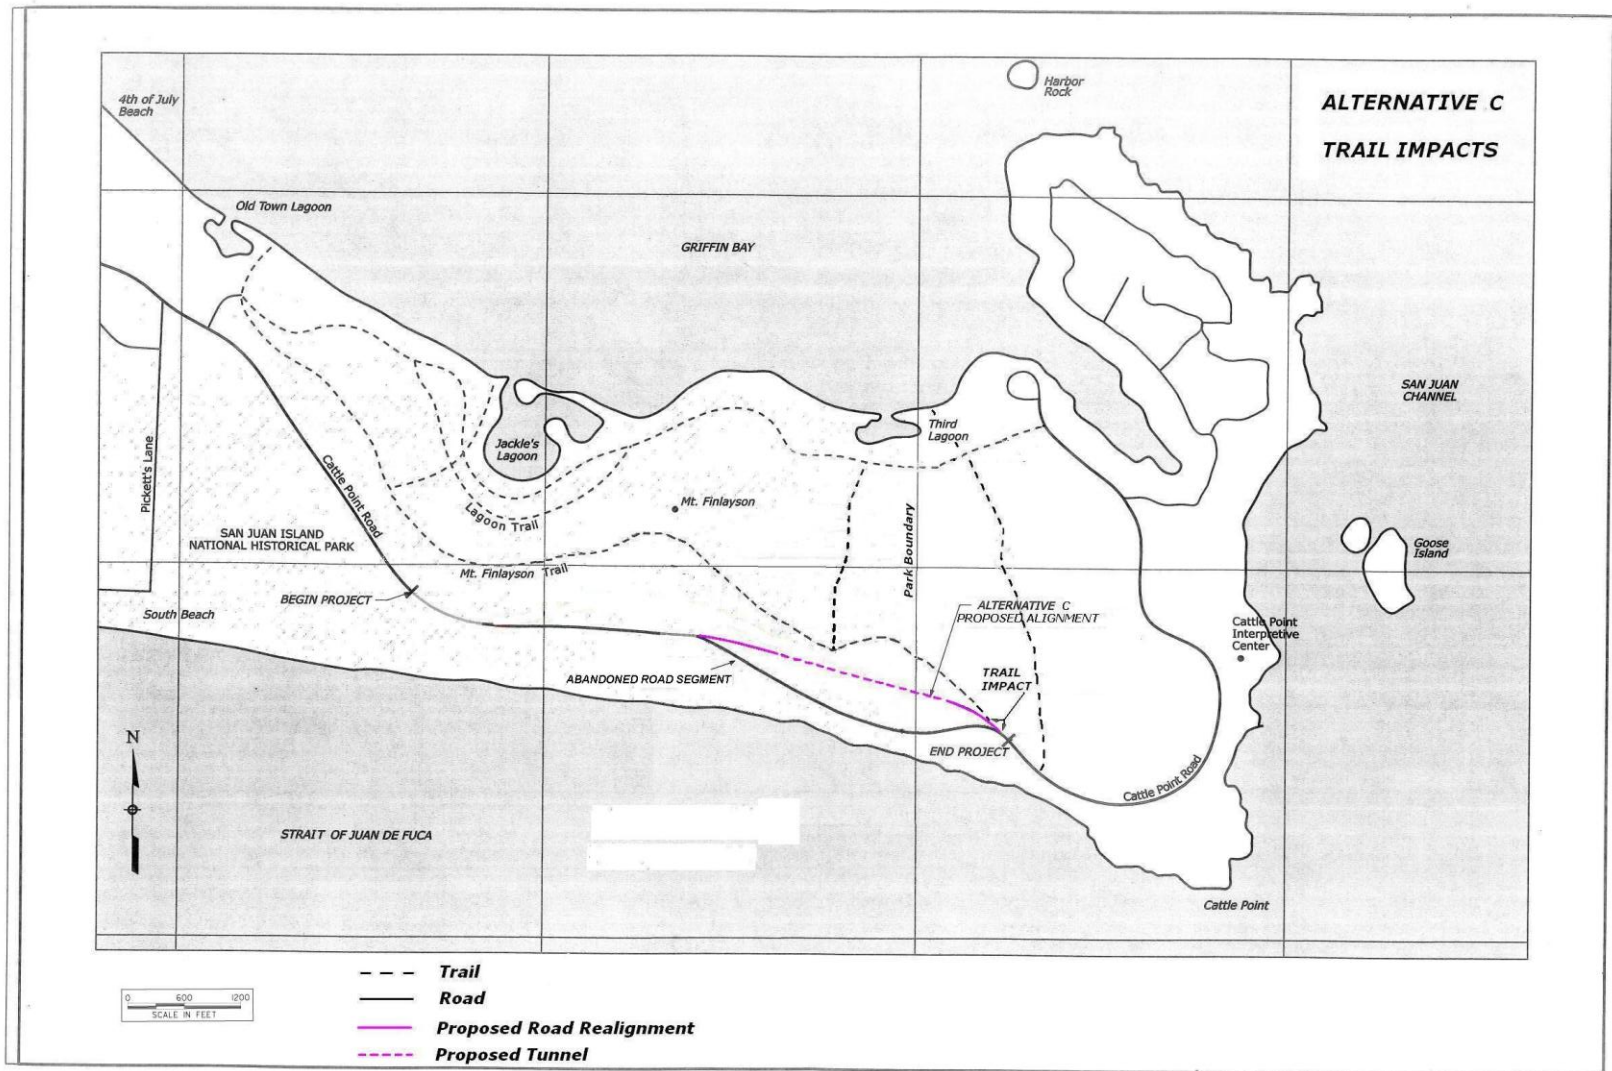 4th of July
Beach
Harbor
Rock
ALTERNATIVE C
TRAIL IMPACTS
Old Town Lagoon
GRIFFIN BAY
SAN JUAN
CHANNEL
Third
Lagoon
Jackle's
Lagoon
Pickett's Lane
Cattle Point Road
Mt. Finlayson
Lagoon Trail
SAN JUAN ISLAND
NATIONAL HISTORICAL PARK
Mt. Finlayson Trail
Park Boundary
Goose
Island
BEGIN PROJECT
South Beach
ALTERNATIVE C
PROPOSED ALIGNMENT
Cattle Point
Interpretive
Center
ABANDONED ROAD SEGMENT
TRAIL
IMPACT
END PROJECT
Cattle Point Road
N
STRAIT OF JUAN DE FUCA
Cattle Point
Trail
Road
Proposed Road Realignment
Proposed Tunnel
0 600 1200
SCALE IN FEET